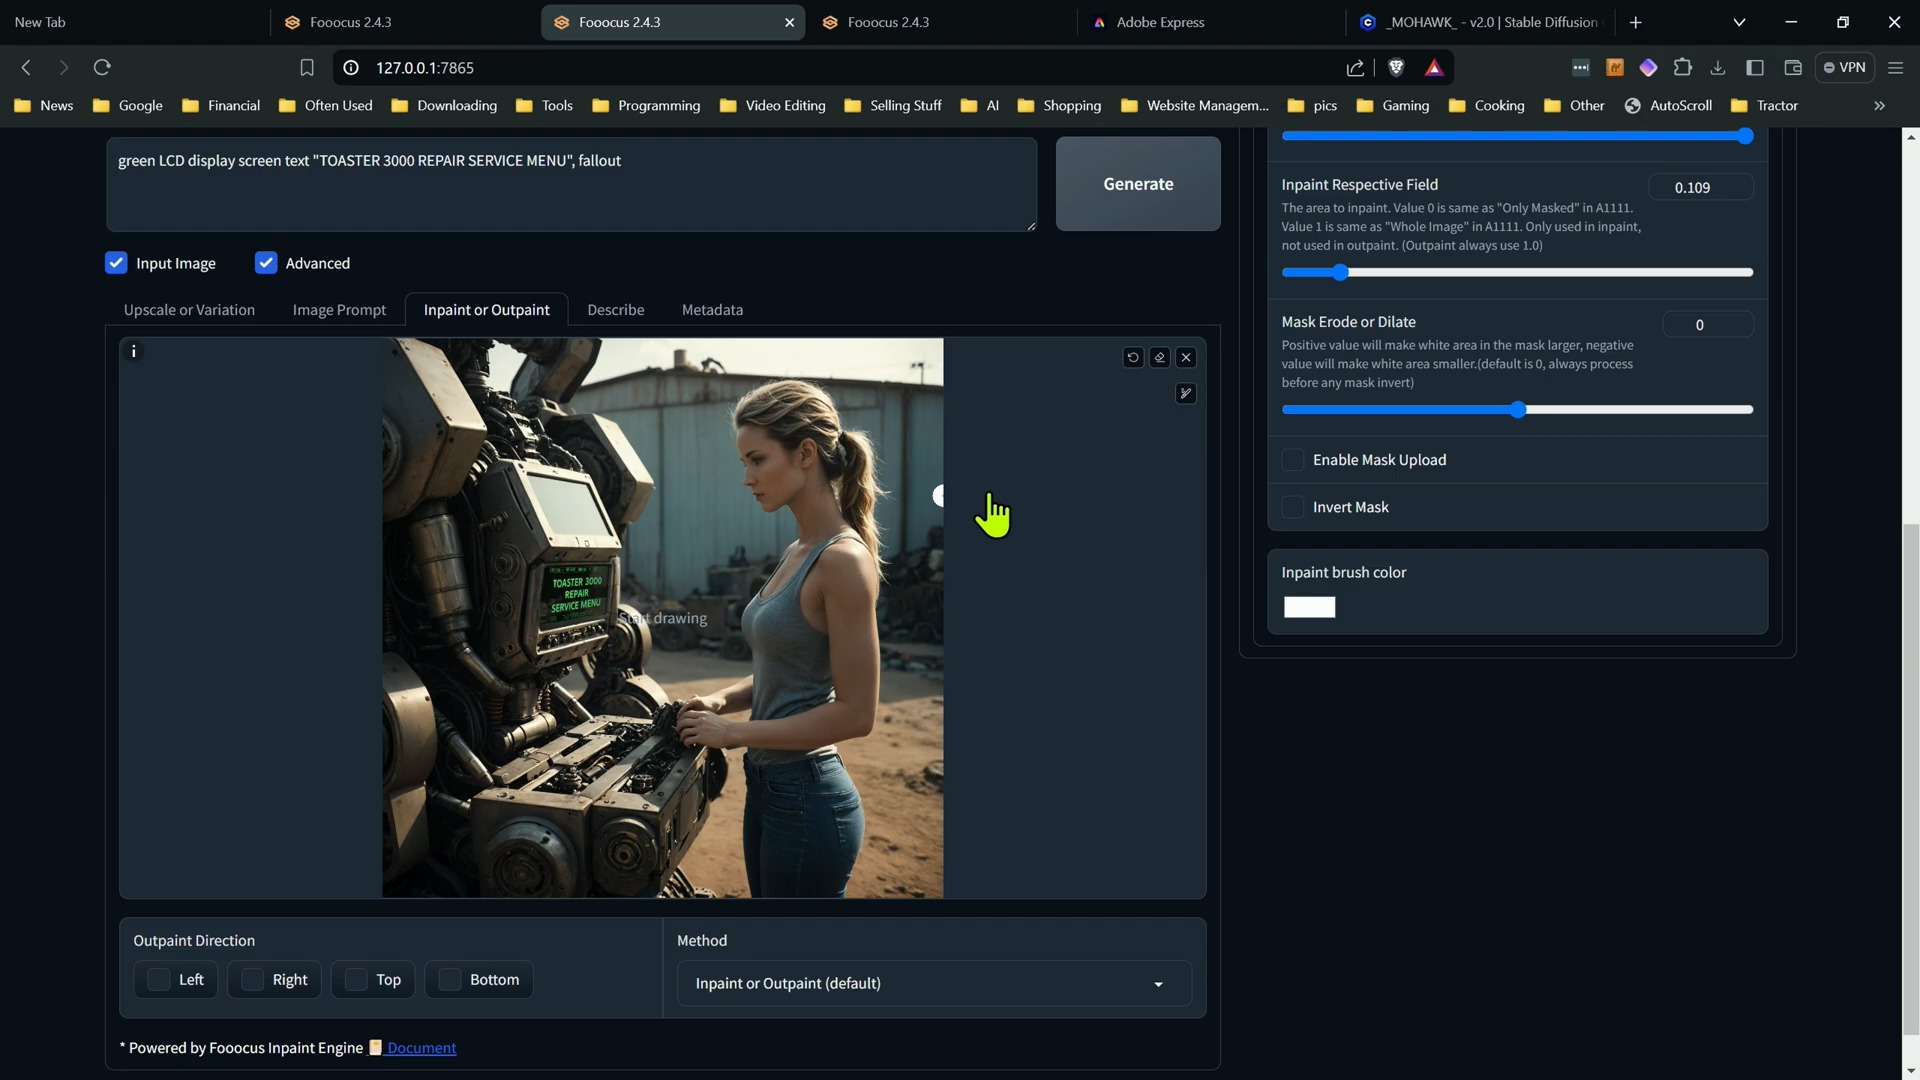 New Tab
Fooocus 2.4.3
Fooocus 2.4.3
Fooocus 2.4.3
Adobe Express
_MOHAWK_ - v2.0 | Stable Diffusion
127.0.0.1:7865
VPN
News
Google
Financial
Often Used
Downloading
Tools
Programming
Video Editing
Selling Stuff
AI
Shopping
Website Managem...
pics
Gaming
Cooking
Other
AutoScroll
Tractor
green LCD display screen text "TOASTER 3000 REPAIR SERVICE MENU", fallout
Generate
Input Image
Advanced
Upscale or Variation
Image Prompt
Inpaint or Outpaint
Describe
Metadata
TOASTER 3000
REPAIR
SERVICE MENU
Start drawing
Outpaint Direction
Left
Right
Top
Bottom
Method
Inpaint or Outpaint (default)
* Powered by Fooocus Inpaint Engine Document
Inpaint Respective Field
0.109
The area to inpaint. Value 0 is same as "Only Masked" in A1111.
Value 1 is same as "Whole Image" in A1111. Only used in inpaint,
not used in outpaint. (Outpaint always use 1.0)
Mask Erode or Dilate
0
Positive value will make white area in the mask larger, negative
value will make white area smaller.(default is 0, always process
before any mask invert)
Enable Mask Upload
Invert Mask
Inpaint brush color